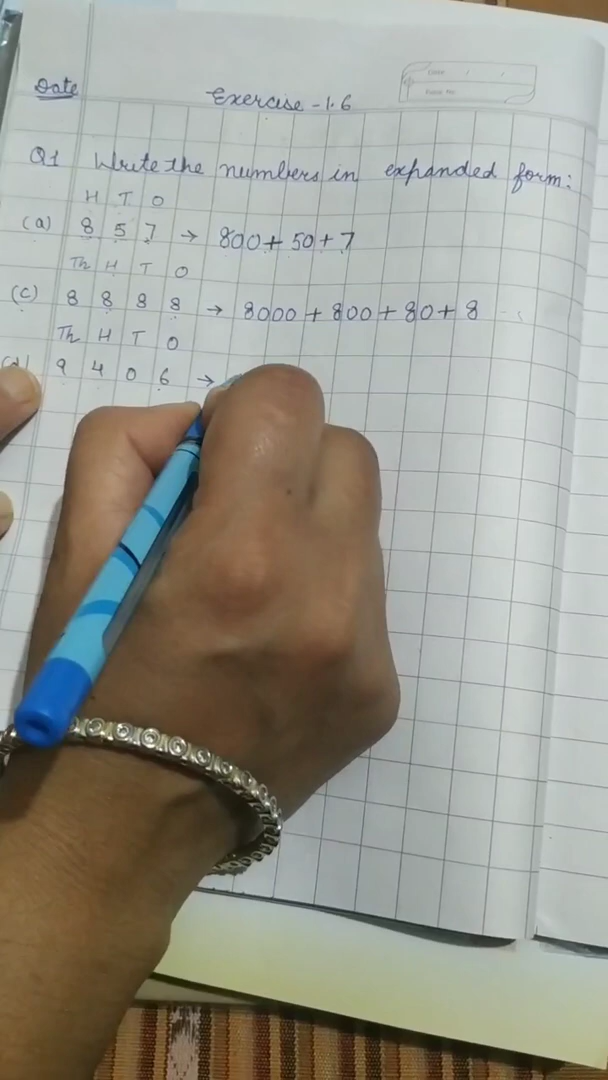 Date
Exercise - 1.6
Q1 Write the numbers in expanded form:
H T O
(a) 8 5 7 → 800 + 50 + 7
Th H T O
(c) 8 8 8 8 → 8000 + 800 + 80 + 8
Th H T O
9 4 0 6 →